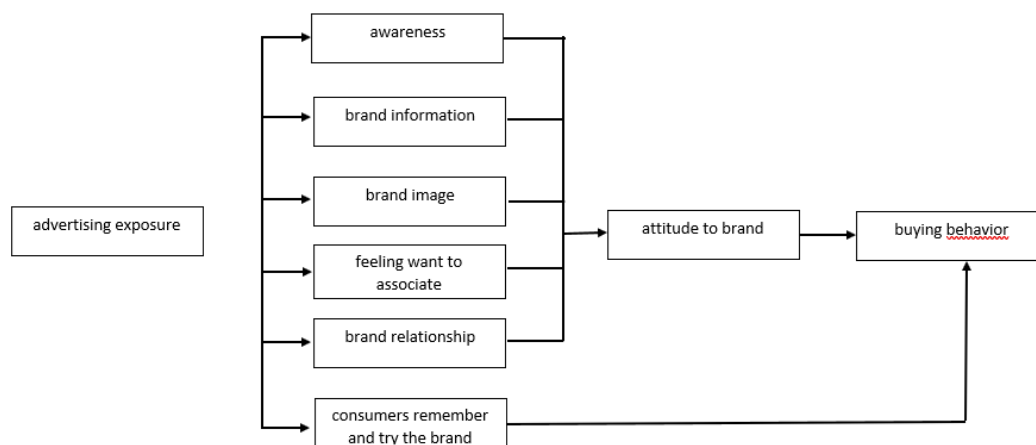 awareness
brand information
brand image
advertising exposure
attitude to brand
buying behavior
feeling want to
associate
brand relationship
consumers remember
and try the brand